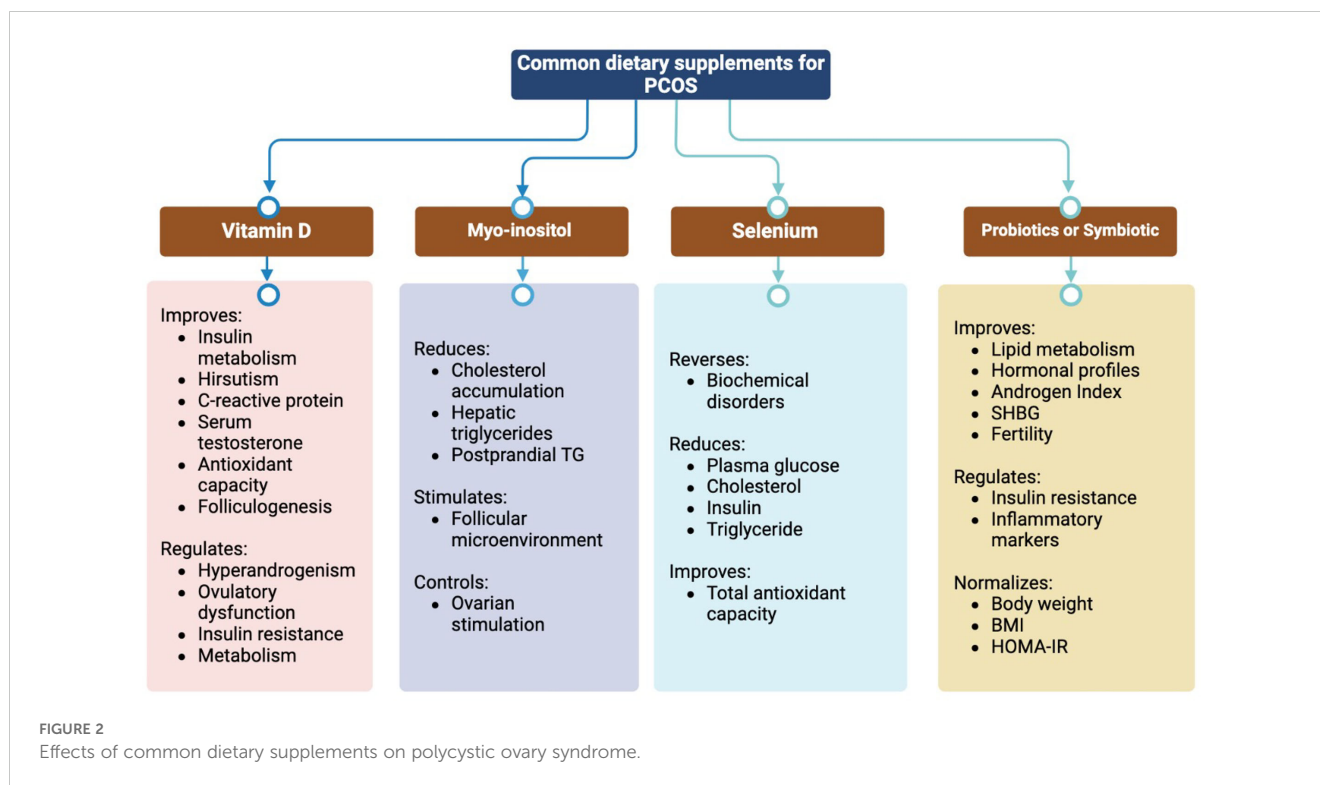 Common dietary supplements for
PCOS
Vitamin D
Improves:
• Insulin
metabolism
• Hirsutism
• C-reactive protein
• Serum
testosterone
• Antioxidant
capacity
• Folliculogenesis
Regulates:
• Hyperandrogenism
• Ovulatory
dysfunction
• Insulin resistance
• Metabolism
Myo-inositol
Reduces:
• Cholesterol
accumulation
• Hepatic
triglycerides
• Postprandial TG
Stimulates:
• Follicular
microenvironment
Controls:
• Ovarian
stimulation
Selenium
Reverses:
• Biochemical
disorders
Reduces:
• Plasma glucose
• Cholesterol
• Insulin
• Triglyceride
Improves:
• Total antioxidant
capacity
Probiotics or Symbiotic
Improves:
• Lipid metabolism
• Hormonal profiles
• Androgen Index
• SHBG
• Fertility
Regulates:
• Insulin resistance
• Inflammatory
markers
Normalizes:
• Body weight
• BMI
• HOMA-IR
FIGURE 2
Effects of common dietary supplements on polycystic ovary syndrome.